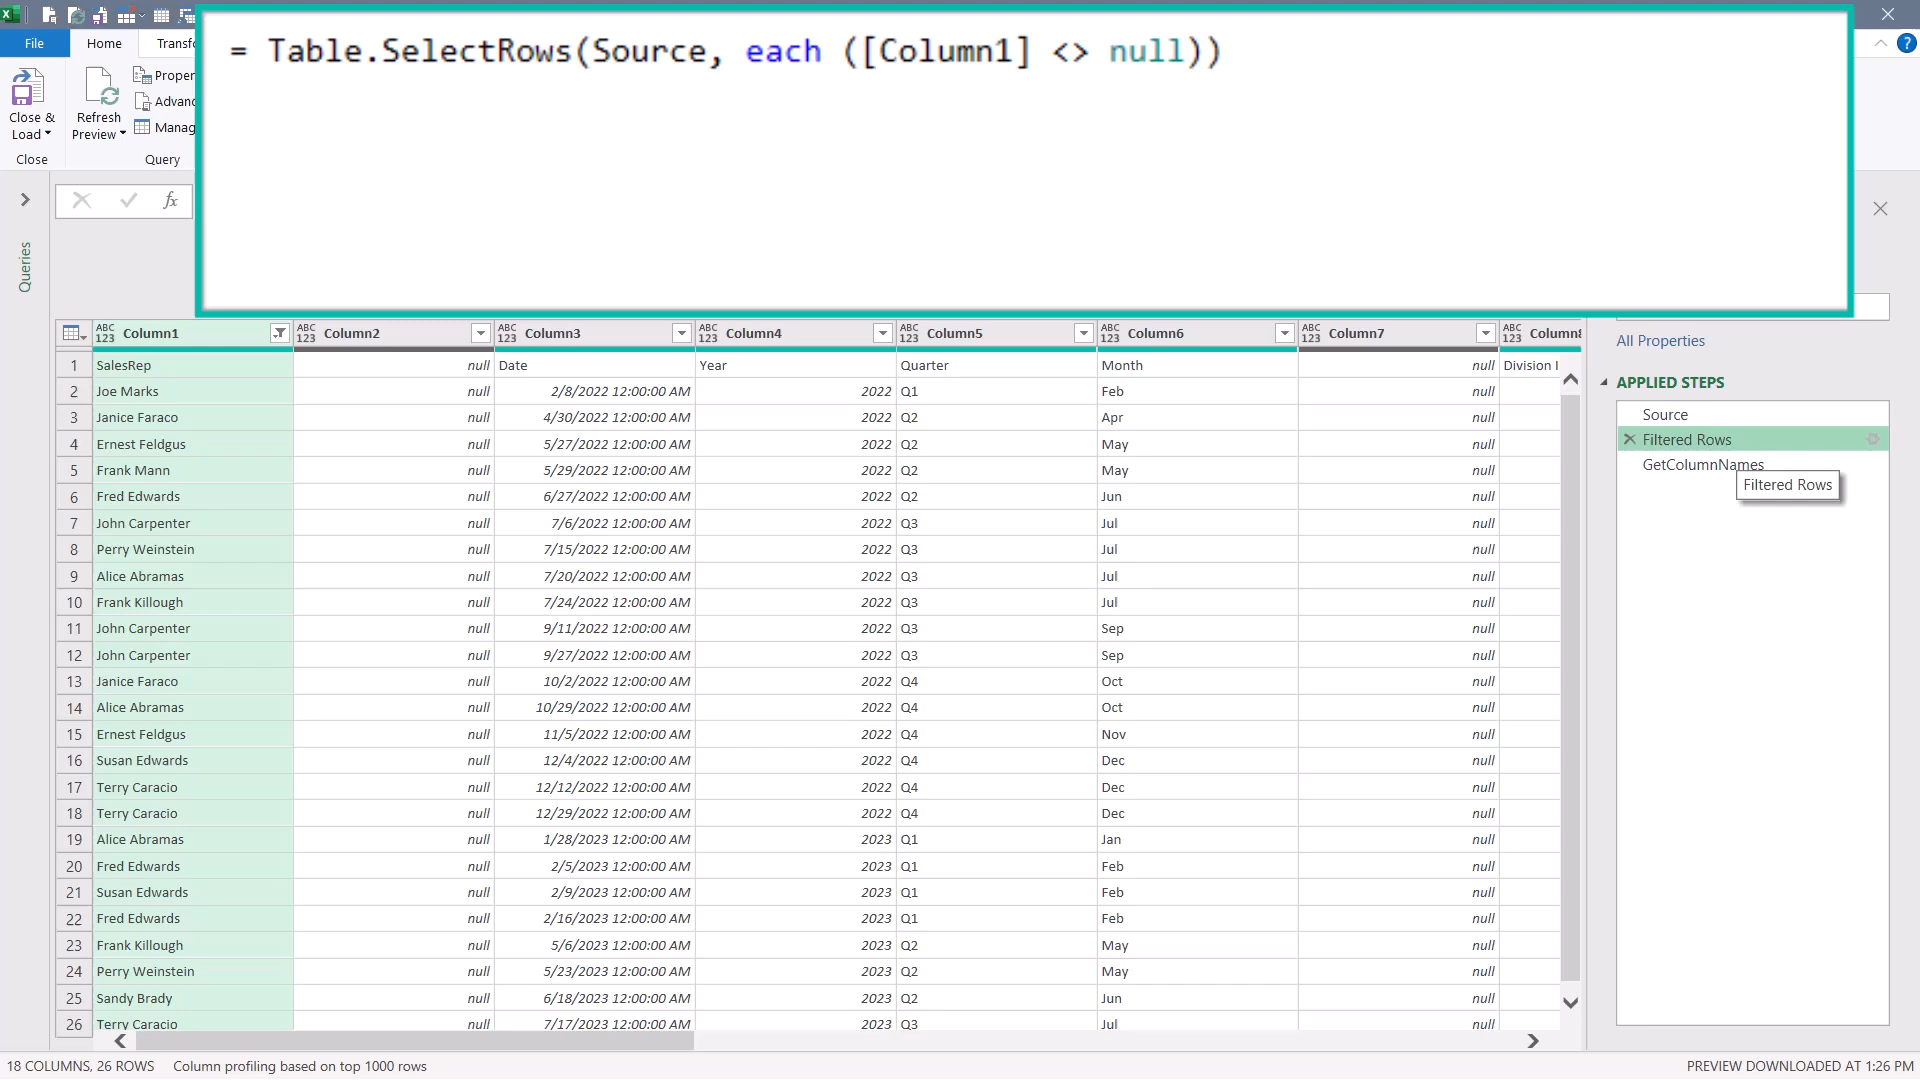 = Table.SelectRows(Source, each ([Column1] <> null))
File Home Transfo
Close &
Load
Refresh
Preview
Proper
Advanc
Manag
Close Query
fx
Queries
ABC
123 Column1 ABC
123 Column2 ABC
123 Column3 ABC
123 Column4 ABC
123 Column5 ABC
123 Column6 ABC
123 Column7 ABC
123 Column8
1 SalesRep null Date Year Quarter Month null Division I
2 Joe Marks null 2/8/2022 12:00:00 AM 2022 Q1 Feb null
3 Janice Faraco null 4/30/2022 12:00:00 AM 2022 Q2 Apr null
4 Ernest Feldgus null 5/27/2022 12:00:00 AM 2022 Q2 May null
5 Frank Mann null 5/29/2022 12:00:00 AM 2022 Q2 May null
6 Fred Edwards null 6/27/2022 12:00:00 AM 2022 Q2 Jun null
7 John Carpenter null 7/6/2022 12:00:00 AM 2022 Q3 Jul null
8 Perry Weinstein null 7/15/2022 12:00:00 AM 2022 Q3 Jul null
9 Alice Abramas null 7/20/2022 12:00:00 AM 2022 Q3 Jul null
10 Frank Killough null 7/24/2022 12:00:00 AM 2022 Q3 Jul null
11 John Carpenter null 9/11/2022 12:00:00 AM 2022 Q3 Sep null
12 John Carpenter null 9/27/2022 12:00:00 AM 2022 Q3 Sep null
13 Janice Faraco null 10/2/2022 12:00:00 AM 2022 Q4 Oct null
14 Alice Abramas null 10/29/2022 12:00:00 AM 2022 Q4 Oct null
15 Ernest Feldgus null 11/5/2022 12:00:00 AM 2022 Q4 Nov null
16 Susan Edwards null 12/4/2022 12:00:00 AM 2022 Q4 Dec null
17 Terry Caracio null 12/12/2022 12:00:00 AM 2022 Q4 Dec null
18 Terry Caracio null 12/29/2022 12:00:00 AM 2022 Q4 Dec null
19 Alice Abramas null 1/28/2023 12:00:00 AM 2023 Q1 Jan null
20 Fred Edwards null 2/5/2023 12:00:00 AM 2023 Q1 Feb null
21 Susan Edwards null 2/9/2023 12:00:00 AM 2023 Q1 Feb null
22 Fred Edwards null 2/16/2023 12:00:00 AM 2023 Q1 Feb null
23 Frank Killough null 5/6/2023 12:00:00 AM 2023 Q2 May null
24 Perry Weinstein null 5/23/2023 12:00:00 AM 2023 Q2 May null
25 Sandy Brady null 6/18/2023 12:00:00 AM 2023 Q2 Jun null
26 Terry Caracio null 7/17/2023 12:00:00 AM 2023 Q3 Jul null
All Properties
APPLIED STEPS
Source
Filtered Rows
GetColumnNames
Filtered Rows
18 COLUMNS, 26 ROWS Column profiling based on top 1000 rows PREVIEW DOWNLOADED AT 1:26 PM